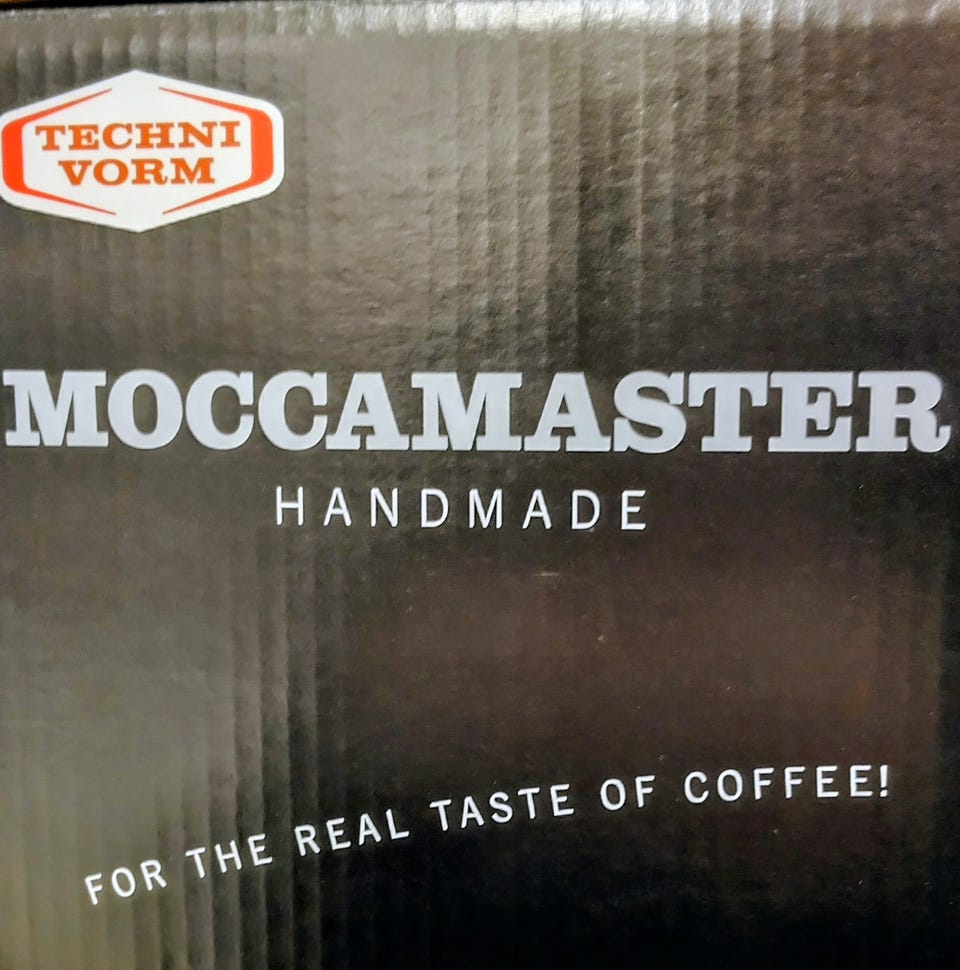 TECHNI
VORM
MOCCAMASTER
HANDMADE
FOR THE REAL TASTE OF COFFEE!